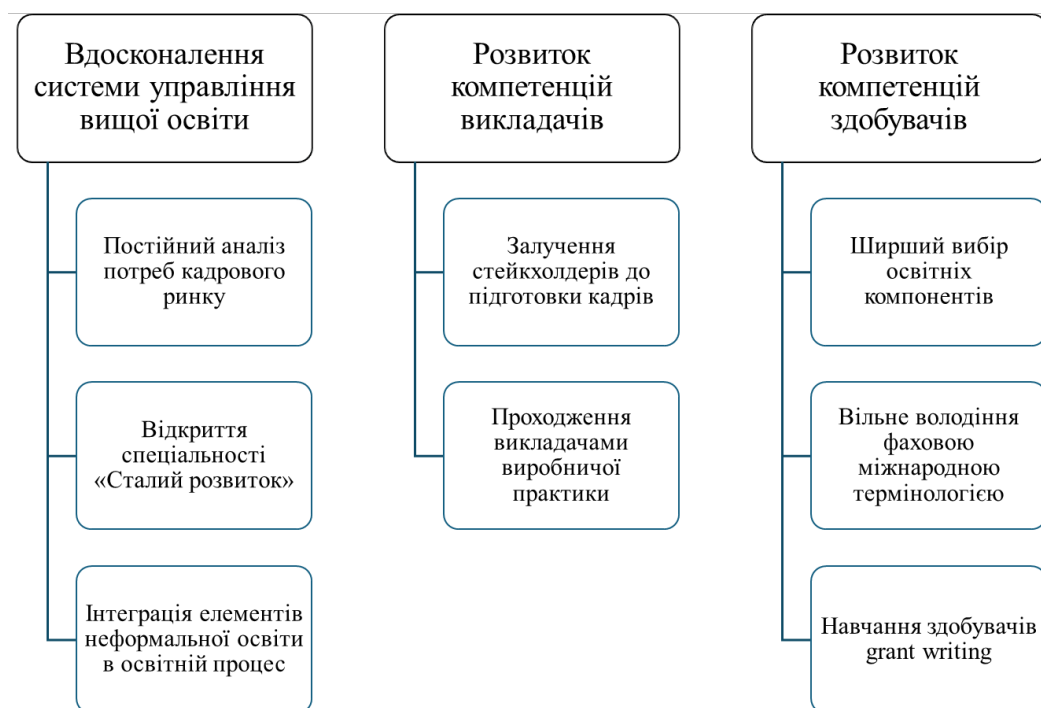 Вдосконалення
системи управління
вищої освіти
Постійний аналіз
потреб кадрового
ринку
Відкриття
спеціальності
«Сталий розвиток»
Інтеграція елементів
неформальної освіти
в освітній процес
Розвиток
компетенцій
викладачів
Залучення
стейкхолдерів до
підготовки кадрів
Проходження
викладачами
виробничої
практики
Розвиток
компетенцій
здобувачів
Ширший вибір
освітніх
компонентів
Вільне володіння
фаховою
міжнародною
термінологією
Навчання здобувачів
grant writing